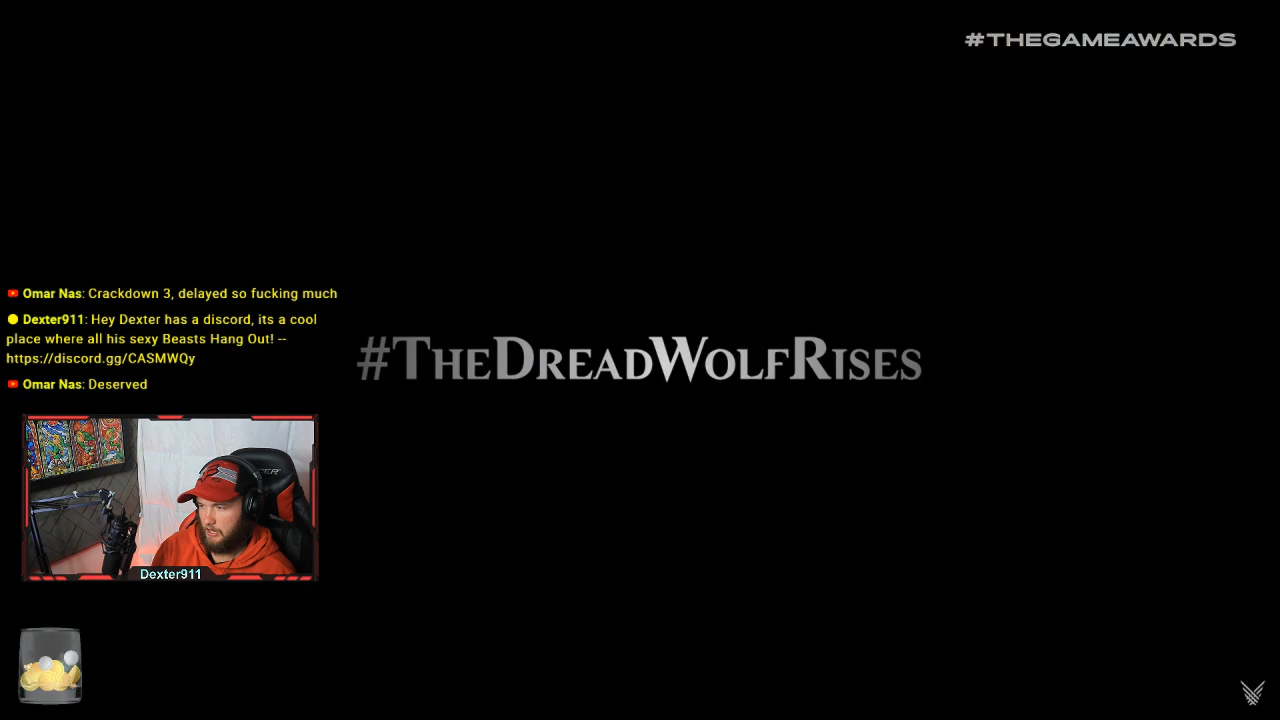 #THEGAMEAWARDS
Omar Nas: Crackdown 3, delayed so fucking much
Dexter911: Hey Dexter has a discord, its a cool
place where all his sexy Beasts Hang Out! --
https://discord.gg/CASMWQy
#THEDREADWOLFRISES
Omar Nas: Deserved
Dexter911